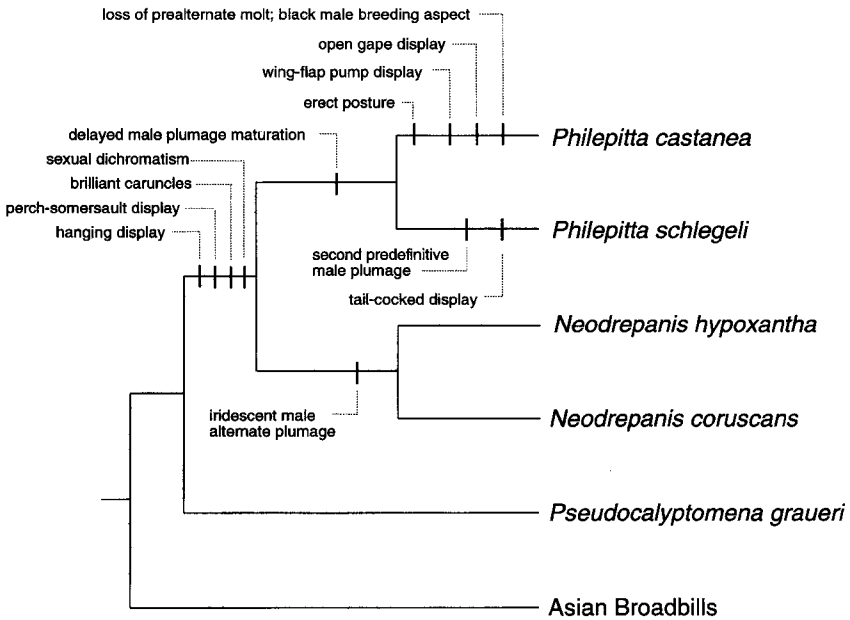 loss of prealternate molt; black male breeding aspect
open gape display
wing-flap pump display
erect posture
delayed male plumage maturation
sexual dichromatism
brilliant caruncles
perch-somersault display
hanging display
Philepitta castanea
Philepitta schlegeli
second predefinitive
male plumage
tail-cocked display
Neodrepanis hypoxantha
iridescent male
alternate plumage
Neodrepanis coruscans
Pseudocalyptomena graueri
Asian Broadbills